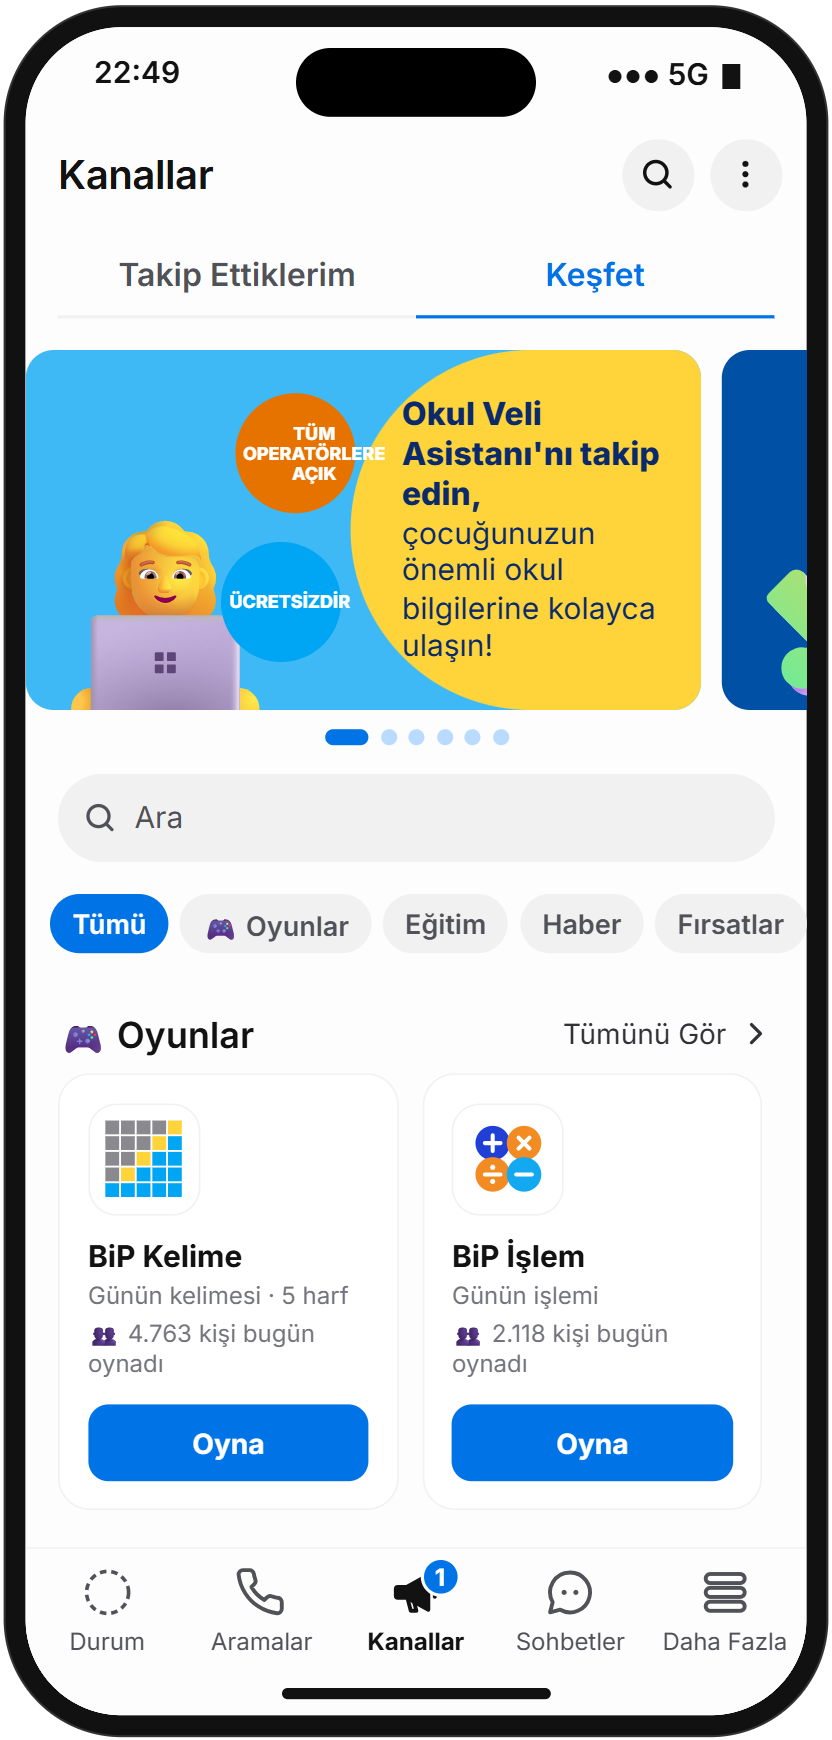 22:49
5G
Kanallar
Takip Ettiklerim
Keşfet
TÜM
OPERATÖRLERE
AÇIK
ÜCRETSİZDİR
Okul Veli
Asistanı'nı takip
edin,
çocuğunuzun
önemli okul
bilgilerine kolayca
ulaşın!
Ara
Tümü
Oyunlar
Eğitim
Haber
Fırsatlar
Oyunlar
Tümünü Gör
BiP Kelime
Günün kelimesi · 5 harf
4.763 kişi bugün
oynadı
Oyna
BiP İşlem
Günün işlemi
2.118 kişi bugün
oynadı
Oyna
1
Durum
Aramalar
Kanallar
Sohbetler
Daha Fazla